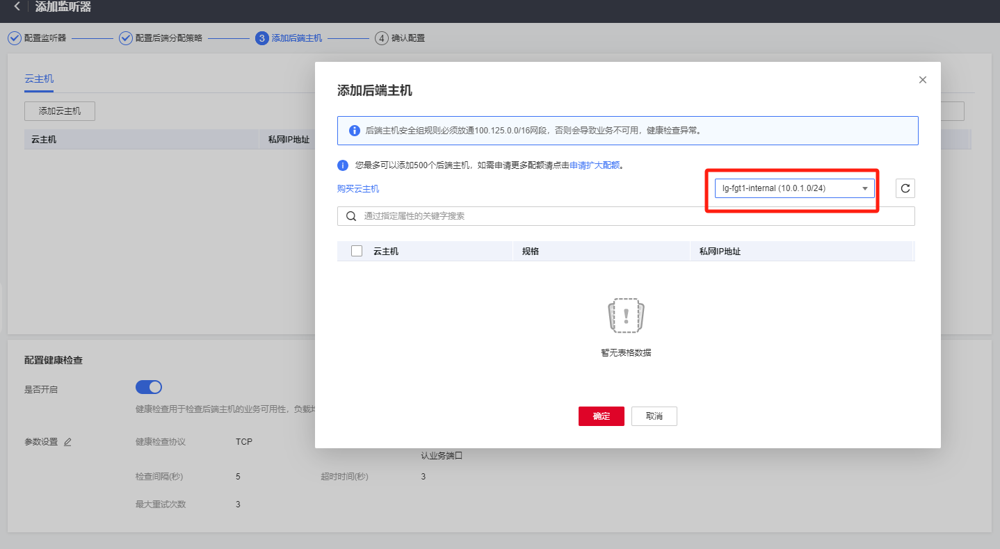 添加监听器
配置监听器
配置后端分配策略
3 添加后端主机
4 确认配置
云主机
添加云主机
云主机
私网IP地址
添加后端主机
后端主机安全组规则必须放通100.125.0.0/16网段，否则会导致业务不可用，健康检查异常。
您最多可以添加500个后端主机，如需申请更多配额请点击申请扩大配额。
购买云主机
lg-fgt1-internal (10.0.1.0/24)
通过指定属性的关键字搜索
云主机
规格
私网IP地址
暂无表格数据
确定
取消
配置健康检查
是否开启
健康检查用于检查后端主机的业务可用性，负载
参数设置
健康检查协议
TCP
认业务端口
检查间隔(秒)
5
超时时间(秒)
3
最大重试次数
3